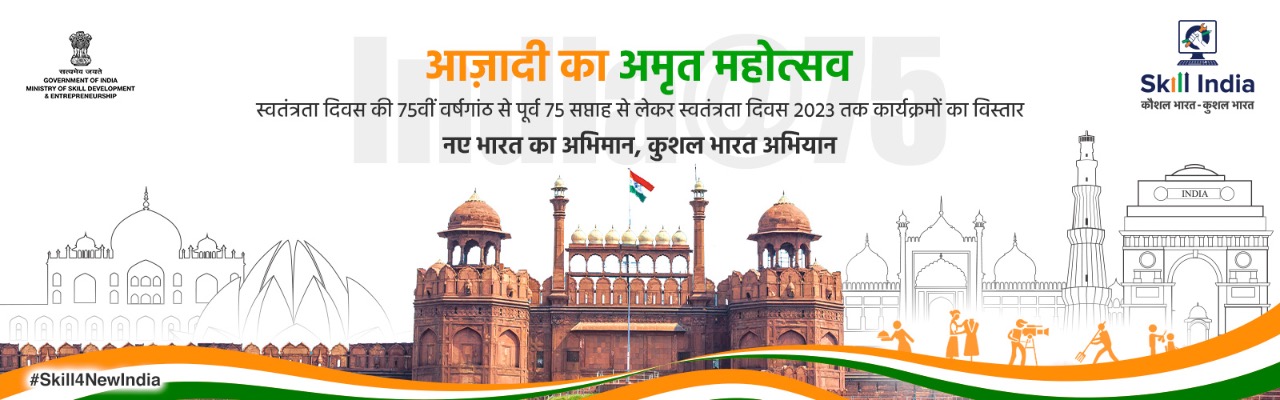 India@75
सत्यमेव जयते
GOVERNMENT OF INDIA
MINISTRY OF SKILL DEVELOPMENT
& ENTREPRENEURSHIP
आज़ादी का अमृत महोत्सव
स्वतंत्रता दिवस की 75वीं वर्षगांठ से पूर्व 75 सप्ताह से लेकर स्वतंत्रता दिवस 2023 तक कार्यक्रमों का विस्तार
नए भारत का अभिमान, कुशल भारत अभियान
Skill India
कौशल भारत - कुशल भारत
INDIA
#Skill4NewIndia